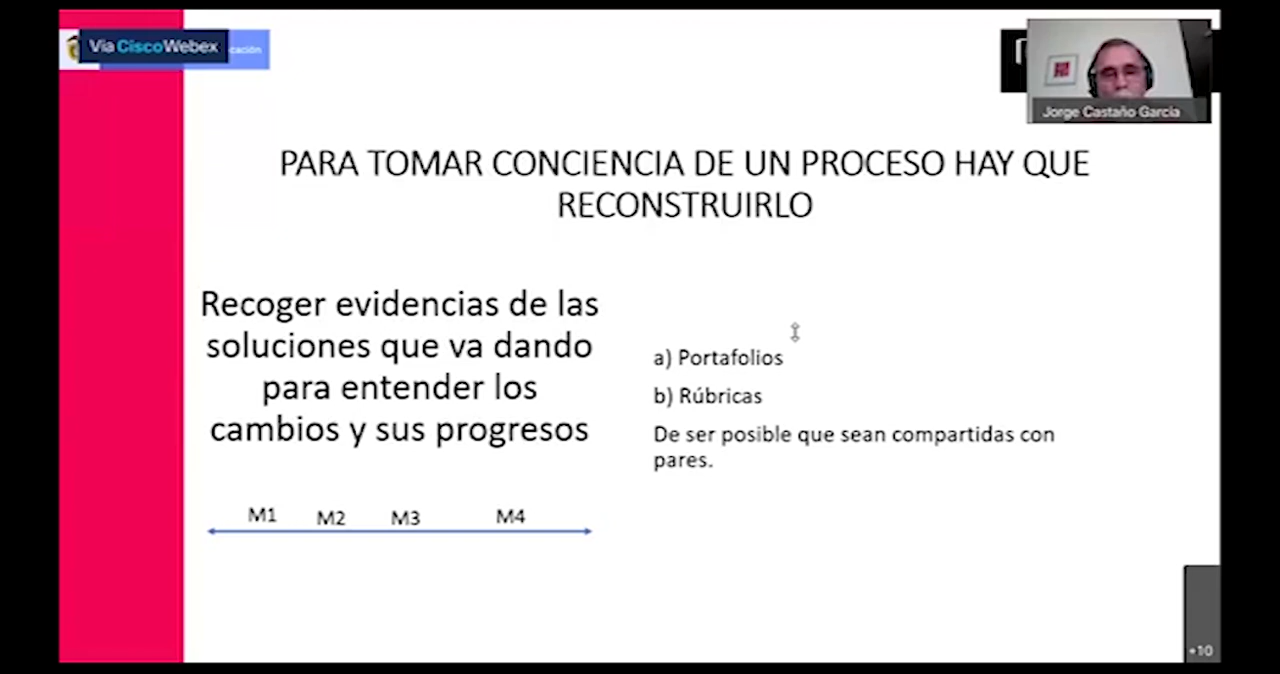 Vía CiscoWebex
cación
Jorge Castaño García
PARA TOMAR CONCIENCIA DE UN PROCESO HAY QUE
RECONSTRUIRLO
Recoger evidencias de las
soluciones que va dando
para entender los
cambios y sus progresos
a) Portafolios
b) Rúbricas
De ser posible que sean compartidas con
pares.
M1 M2 M3 M4
+10